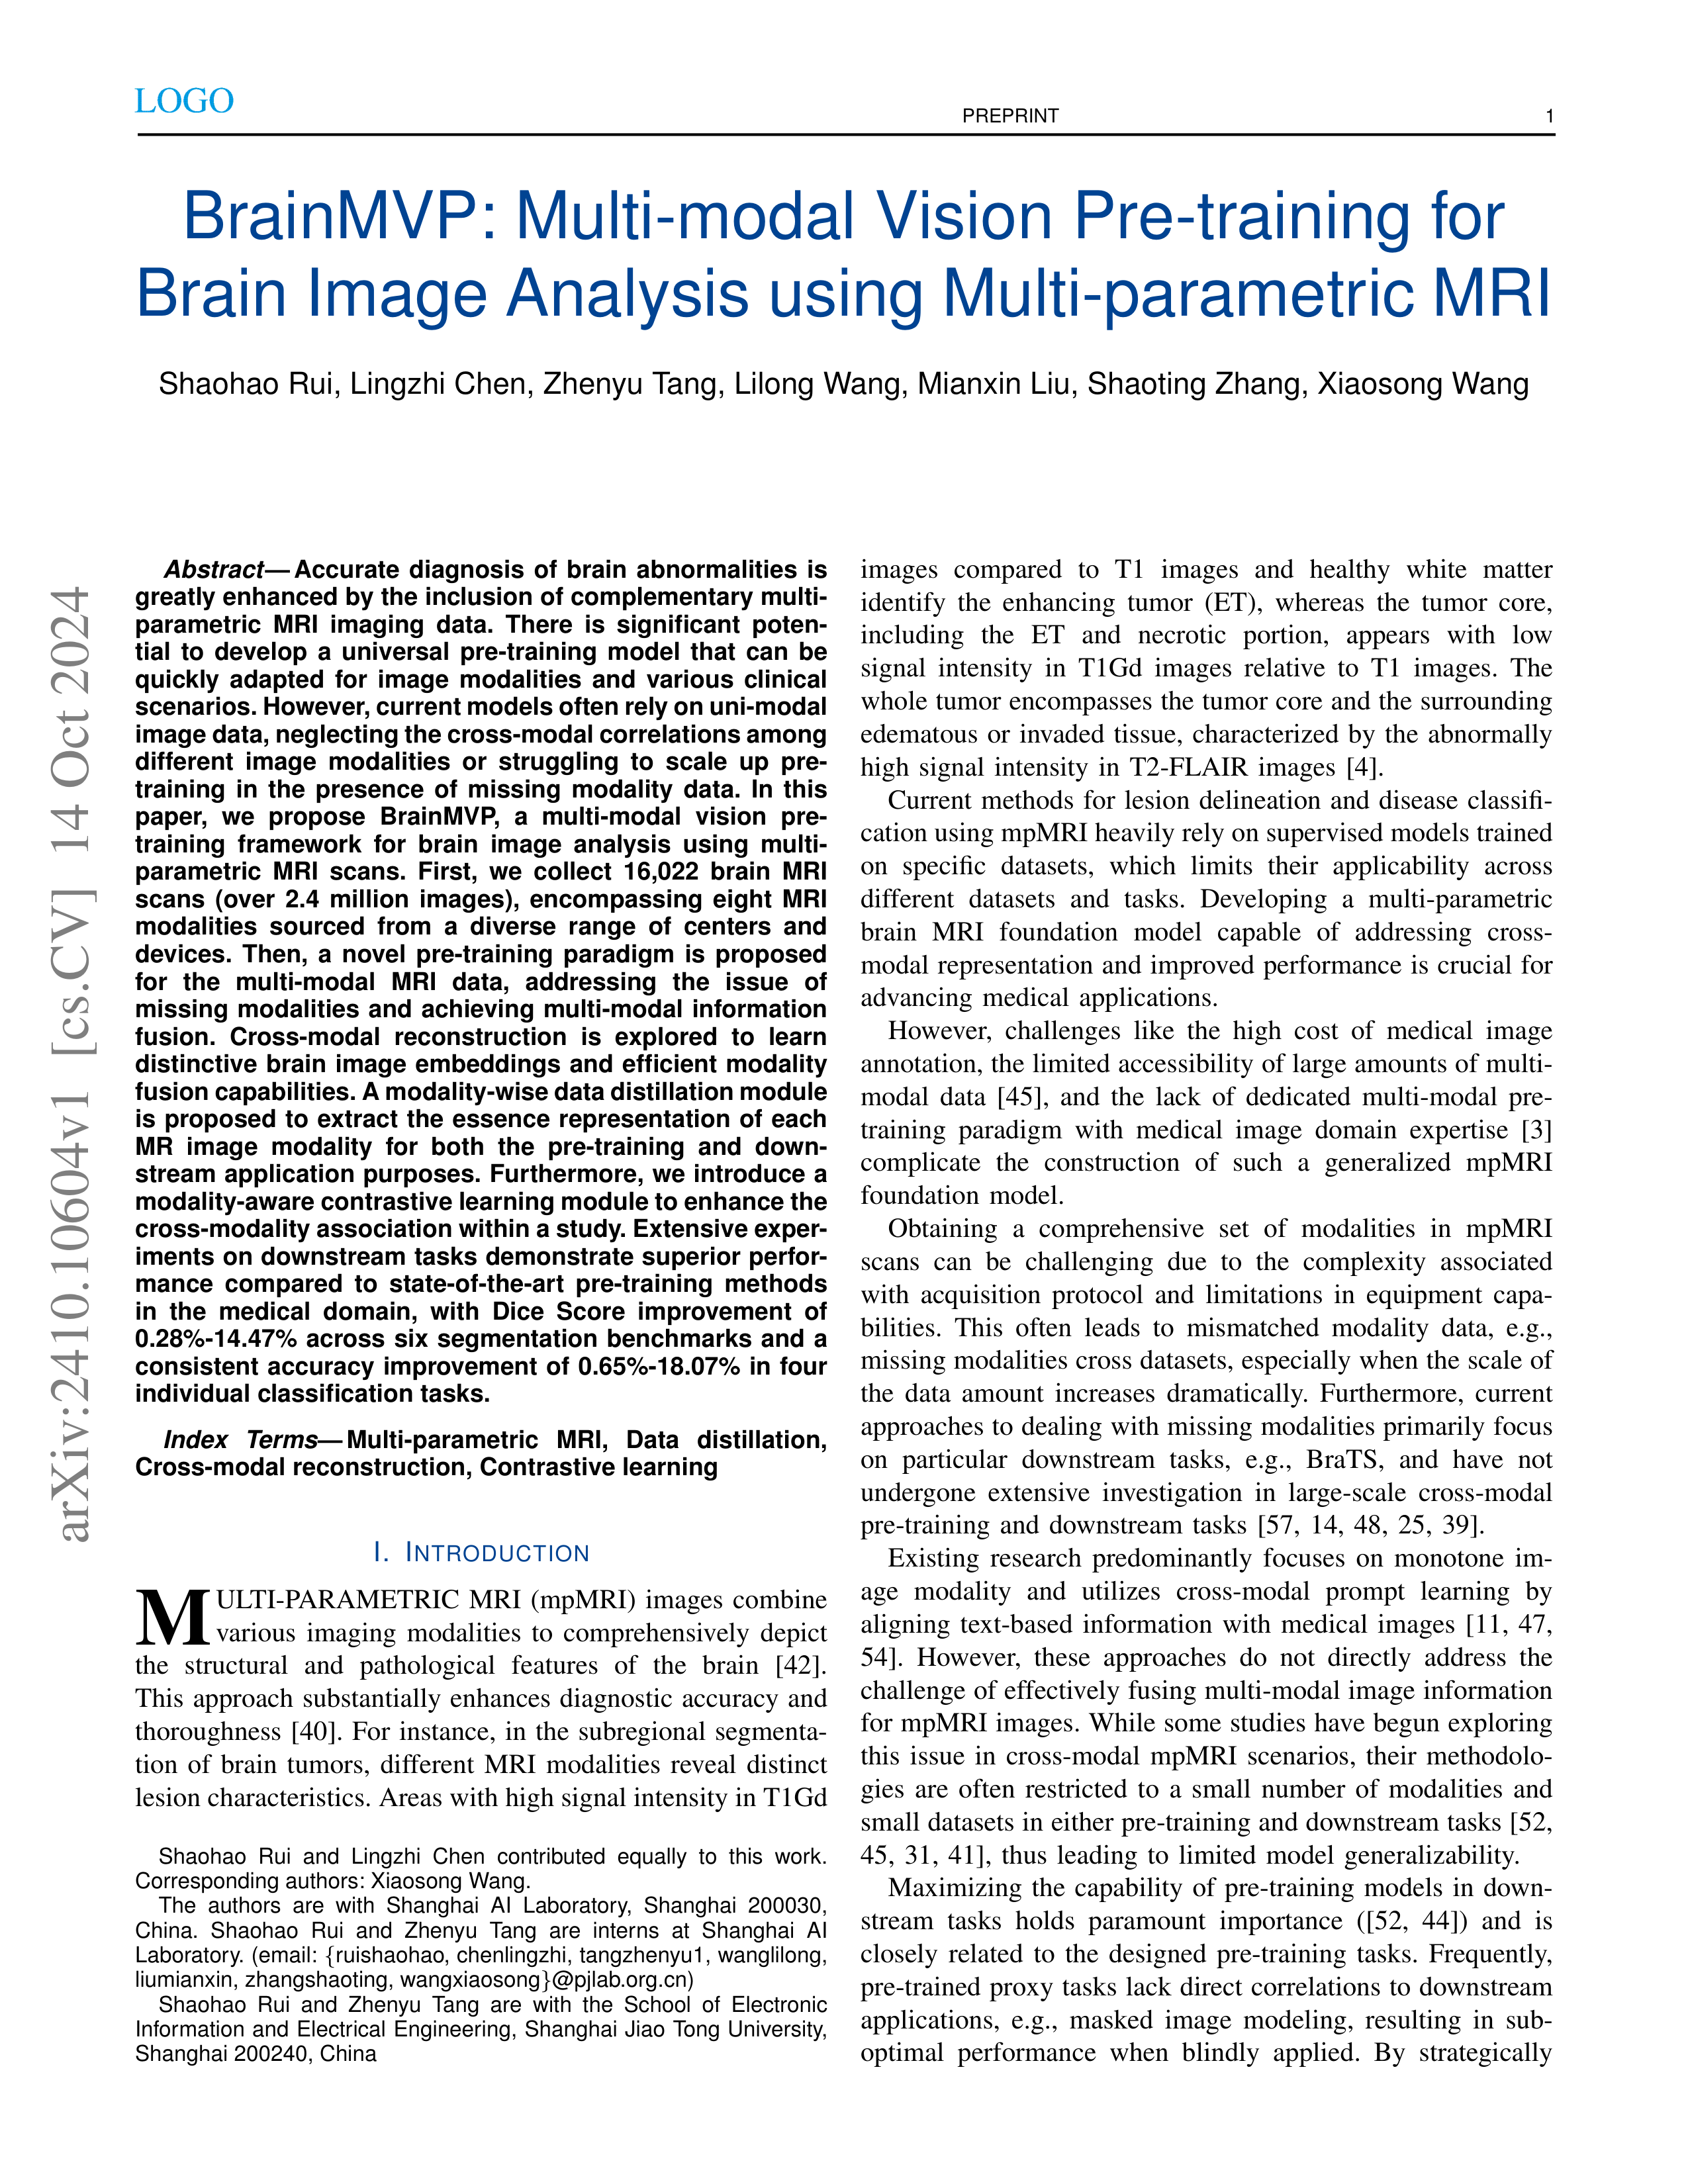 LOGO
PREPRINT
1
BrainMVP: Multi-modal Vision Pre-training for
Brain Image Analysis using Multi-parametric MRI
Shaohao Rui, Lingzhi Chen, Zhenyu Tang, Lilong Wang, Mianxin Liu, Shaoting Zhang, Xiaosong Wang
arXiv:2410.10604v1 [cs.CV] 14 Oct 2024
Abstract— Accurate diagnosis of brain abnormalities is
greatly enhanced by the inclusion of complementary multi-
parametric MRI imaging data. There is significant poten-
tial to develop a universal pre-training model that can be
quickly adapted for image modalities and various clinical
scenarios. However, current models often rely on uni-modal
image data, neglecting the cross-modal correlations among
different image modalities or struggling to scale up pre-
training in the presence of missing modality data. In this
paper, we propose BrainMVP, a multi-modal vision pre-
training framework for brain image analysis using multi-
parametric MRI scans. First, we collect 16,022 brain MRI
scans (over 2.4 million images), encompassing eight MRI
modalities sourced from a diverse range of centers and
devices. Then, a novel pre-training paradigm is proposed
for the multi-modal MRI data, addressing the issue of
missing modalities and achieving multi-modal information
fusion. Cross-modal reconstruction is explored to learn
distinctive brain image embeddings and efficient modality
fusion capabilities. A modality-wise data distillation module
is proposed to extract the essence representation of each
MR image modality for both the pre-training and down-
stream application purposes. Furthermore, we introduce a
modality-aware contrastive learning module to enhance the
cross-modality association within a study. Extensive exper-
iments on downstream tasks demonstrate superior perfor-
mance compared to state-of-the-art pre-training methods
in the medical domain, with Dice Score improvement of
0.28%-14.47% across six segmentation benchmarks and a
consistent accuracy improvement of 0.65%-18.07% in four
individual classification tasks.
Index Terms— Multi-parametric MRI, Data distillation,
Cross-modal reconstruction, Contrastive learning
I. INTRODUCTION
MULTI-PARAMETRIC MRI (mpMRI) images combine
various imaging modalities to comprehensively depict
the structural and pathological features of the brain [42].
This approach substantially enhances diagnostic accuracy and
thoroughness [40]. For instance, in the subregional segmenta-
tion of brain tumors, different MRI modalities reveal distinct
lesion characteristics. Areas with high signal intensity in T1Gd
Shaohao Rui and Lingzhi Chen contributed equally to this work.
Corresponding authors: Xiaosong Wang.
The authors are with Shanghai AI Laboratory, Shanghai 200030,
China. Shaohao Rui and Zhenyu Tang are interns at Shanghai AI
Laboratory. (email: {ruishaohao, chenlingzhi, tangzhenyu1, wanglilong,
liumianxin, zhangshaoting, wangxiaosong}@pjlab.org.cn)
Shaohao Rui and Zhenyu Tang are with the School of Electronic
Information and Electrical Engineering, Shanghai Jiao Tong University,
Shanghai 200240, China
images compared to T1 images and healthy white matter
identify the enhancing tumor (ET), whereas the tumor core,
including the ET and necrotic portion, appears with low
signal intensity in T1Gd images relative to T1 images. The
whole tumor encompasses the tumor core and the surrounding
edematous or invaded tissue, characterized by the abnormally
high signal intensity in T2-FLAIR images [4].
Current methods for lesion delineation and disease classifi-
cation using mpMRI heavily rely on supervised models trained
on specific datasets, which limits their applicability across
different datasets and tasks. Developing a multi-parametric
brain MRI foundation model capable of addressing cross-
modal representation and improved performance is crucial for
advancing medical applications.
However, challenges like the high cost of medical image
annotation, the limited accessibility of large amounts of multi-
modal data [45], and the lack of dedicated multi-modal pre-
training paradigm with medical image domain expertise [3]
complicate the construction of such a generalized mpMRI
foundation model.
Obtaining a comprehensive set of modalities in mpMRI
scans can be challenging due to the complexity associated
with acquisition protocol and limitations in equipment capa-
bilities. This often leads to mismatched modality data, e.g.,
missing modalities cross datasets, especially when the scale of
the data amount increases dramatically. Furthermore, current
approaches to dealing with missing modalities primarily focus
on particular downstream tasks, e.g., BraTS, and have not
undergone extensive investigation in large-scale cross-modal
pre-training and downstream tasks [57, 14, 48, 25, 39].
Existing research predominantly focuses on monotone im-
age modality and utilizes cross-modal prompt learning by
aligning text-based information with medical images [11, 47,
54]. However, these approaches do not directly address the
challenge of effectively fusing multi-modal image information
for mpMRI images. While some studies have begun exploring
this issue in cross-modal mpMRI scenarios, their methodolo-
gies are often restricted to a small number of modalities and
small datasets in either pre-training and downstream tasks [52,
45, 31, 41], thus leading to limited model generalizability.
Maximizing the capability of pre-training models in down-
stream tasks holds paramount importance ([52, 44]) and is
closely related to the designed pre-training tasks. Frequently,
pre-trained proxy tasks lack direct correlations to downstream
applications, e.g., masked image modeling, resulting in sub-
optimal performance when blindly applied. By strategically